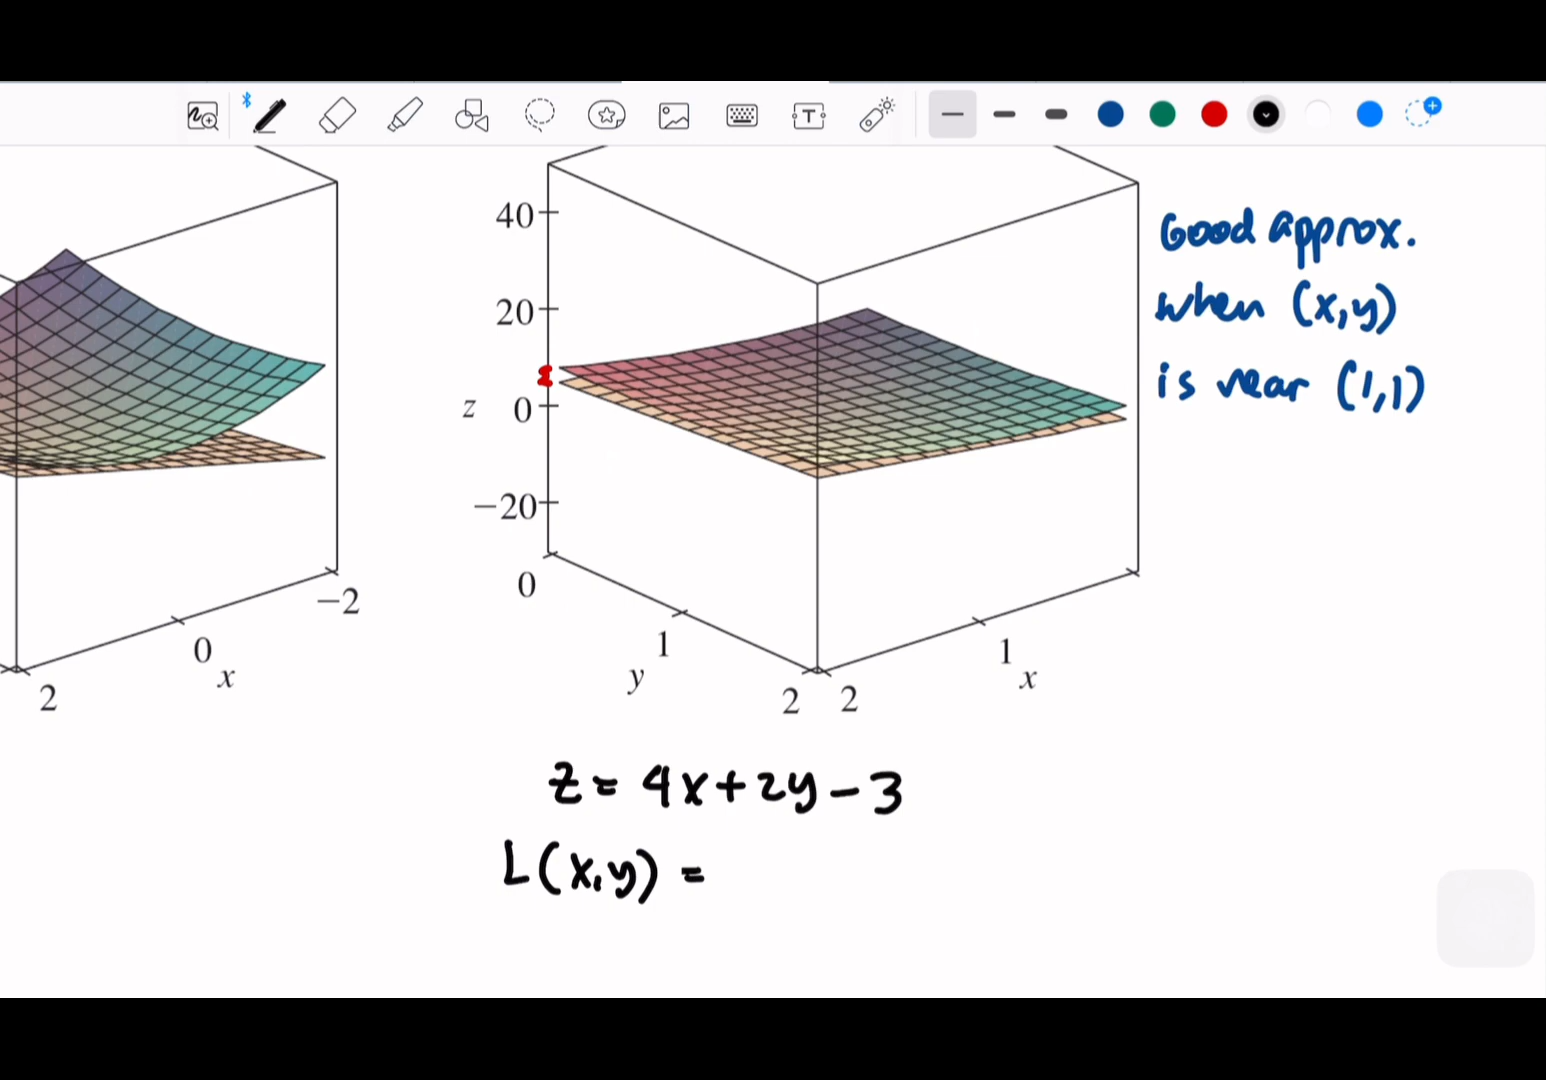 40
20
z 0
−20
0
1
y
2
2
1
x
−2
0
x
2
Good approx.
when (x,y)
is near (1,1)
z = 4x+2y-3
L(x,y) =
T